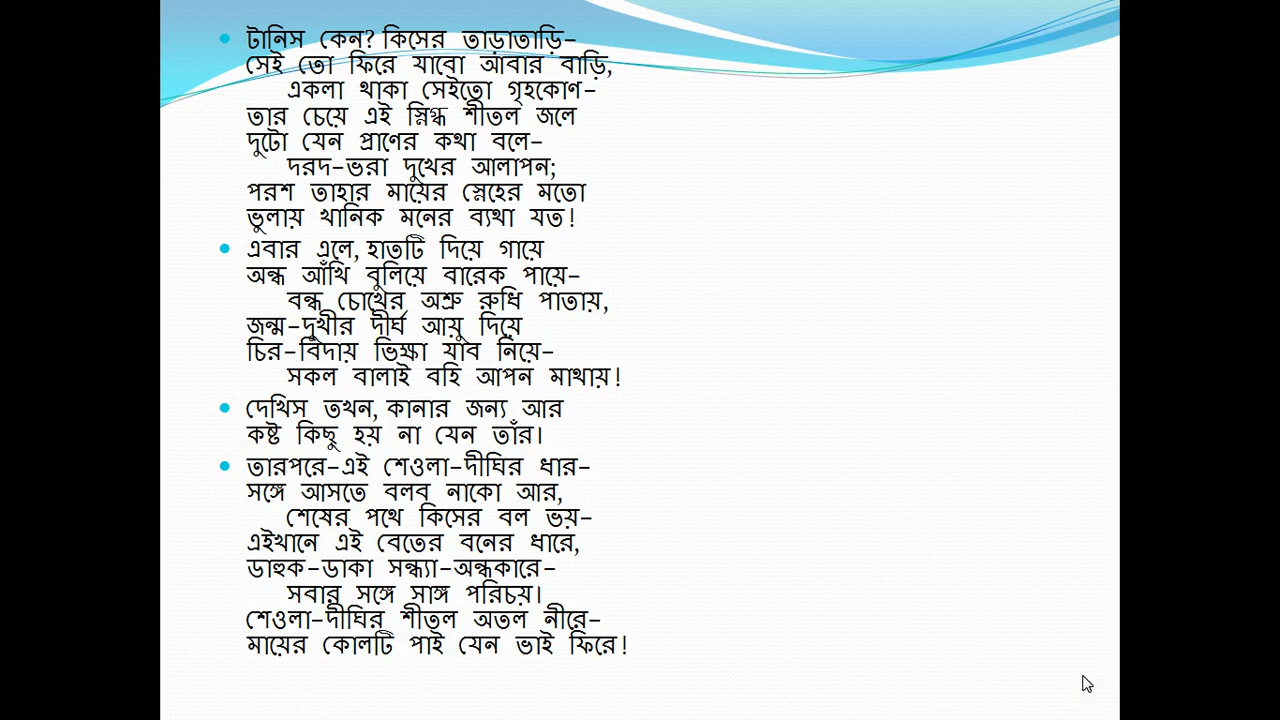 টানিস কেন? কিসের তাড়াতাড়ি–
সেই তো ফিরে যাবো আবার বাড়ি,
একলা থাকা সেইতো গৃহকোণ–
তার চেয়ে এই স্নিগ্ধ শীতল জলে
দুটো যেন প্রাণের কথা বলে–
দরদ–ভরা দুখের আলাপন;
পরশ তাহার মায়ের স্নেহের মতো
ভুলায় খানিক মনের ব্যথা যত!
এবার এলে, হাতটি দিয়ে গায়ে
অন্ধ আঁখি বুলিয়ে বারেক পায়ে–
বন্ধ চোখের অশ্রু রুধি পাতায়,
জন্ম–দুখীর দীর্ঘ আয়ু দিয়ে
চির–বিদায় ভিক্ষা যাব নিয়ে–
সকল বালাই বহি আপন মাথায়!
দেখিস তখন, কানার জন্য আর
কষ্ট কিছু হয় না যেন তাঁর।
তারপরে–এই শেওলা–দীঘির ধার–
সঙ্গে আসতে বলব নাকো আর,
শেষের পথে কিসের বল ভয়–
এইখানে এই বেতের বনের ধারে,
ডাহুক–ডাকা সন্ধ্যা–অন্ধকারে–
সবার সঙ্গে সাঙ্গ পরিচয়।
শেওলা–দীঘির শীতল অতল নীরে–
মায়ের কোলটি পাই যেন ভাই ফিরে!